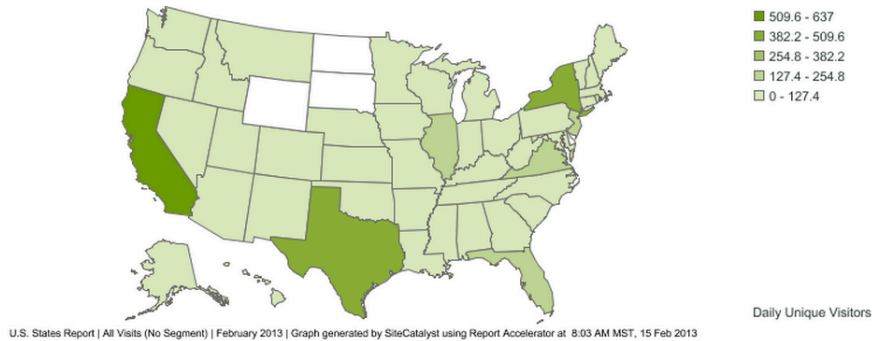 509.6 - 637
382.2 - 509.6
254.8 - 382.2
127.4 - 254.8
0 - 127.4
Daily Unique Visitors
U.S. States Report | All Visits (No Segment) | February 2013 | Graph generated by SiteCatalyst using Report Accelerator at 8:03 AM MST, 15 Feb 2013